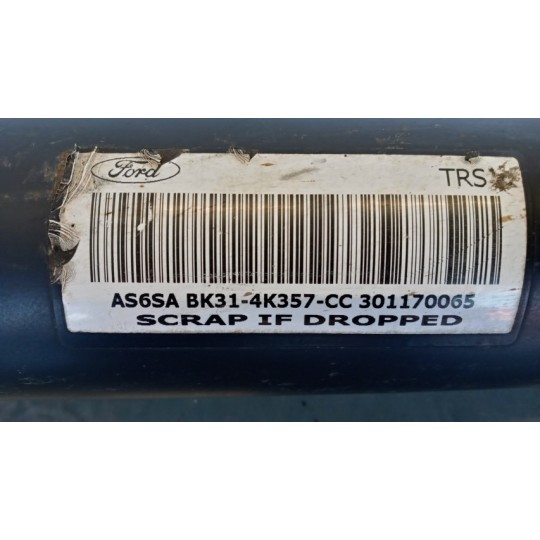 Ford
TRS
AS6SA BK31-4K357-CC 301170065
SCRAP IF DROPPED